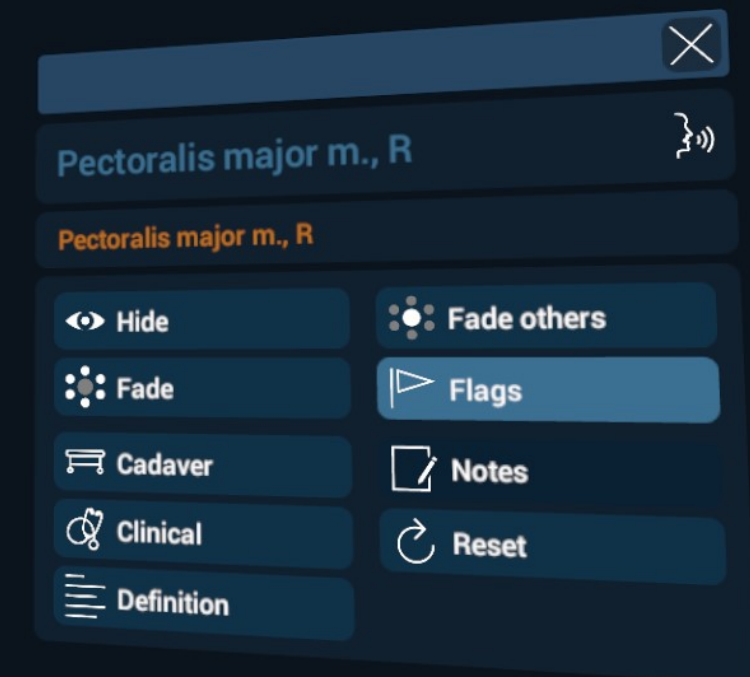 Pectoralis major m., R
Pectoralis major m., R
Hide
Fade others
Fade
Flags
Cadaver
Notes
Clinical
Reset
Definition